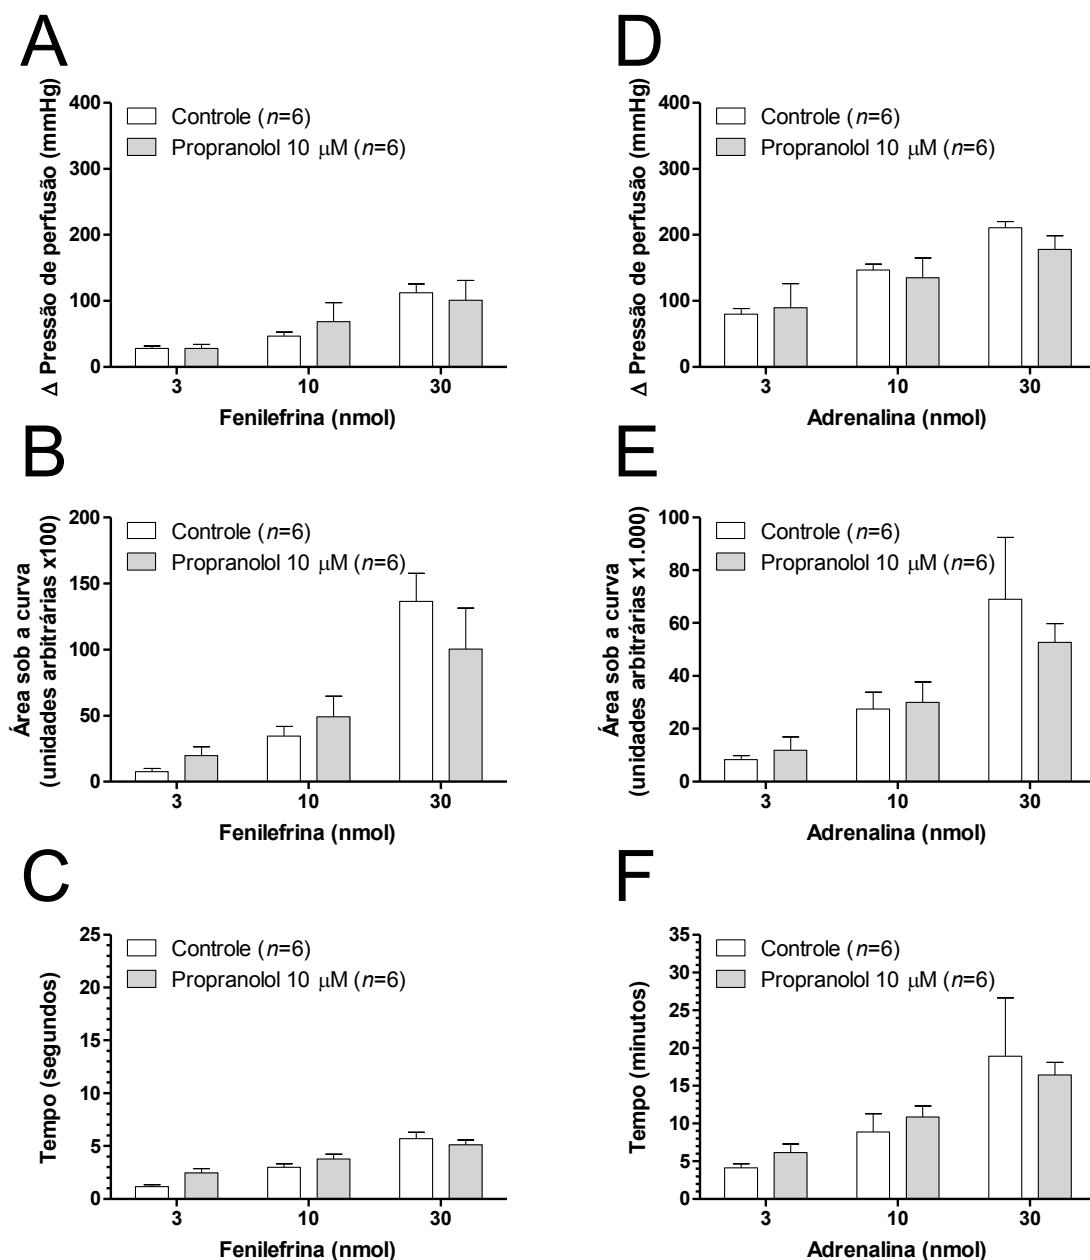 A
Δ Pressão de perfusão (mmHg)
400
300
200
100
0
Controle (n=6)
Propranolol 10 μM (n=6)
3
10
30
Fenilefrina (nmol)
D
Δ Pressão de perfusão (mmHg)
400
300
200
100
0
Controle (n=6)
Propranolol 10 μM (n=6)
3
10
30
Adrenalina (nmol)
B
Área sob a curva
(unidades arbitrárias x100)
200
150
100
50
0
Controle (n=6)
Propranolol 10 μM (n=6)
3
10
30
Fenilefrina (nmol)
E
Área sob a curva
(unidades arbitrárias x1.000)
100
80
60
40
20
0
Controle (n=6)
Propranolol 10 μM (n=6)
3
10
30
Adrenalina (nmol)
C
Tempo (segundos)
25
20
15
10
5
0
Controle (n=6)
Propranolol 10 μM (n=6)
3
10
30
Fenilefrina (nmol)
F
Tempo (minutos)
35
30
25
20
15
10
5
0
Controle (n=6)
Propranolol 10 μM (n=6)
3
10
30
Adrenalina (nmol)